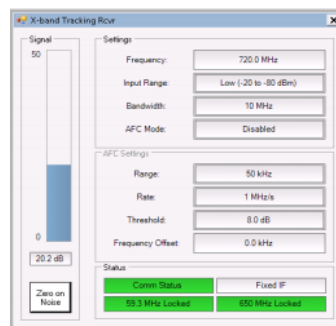 X-band Tracking Rcvr
Signal
50
0
20.2 dB
Zero on
Noise
Settings
Frequency: 720.0 MHz
Input Range: Low (-20 to -80 dBm)
Bandwidth: 10 MHz
AFC Mode: Disabled
AFC Settings
Range: 50 kHz
Rate: 1 MHz/s
Threshold: 8.0 dB
Frequency Offset: 0.0 kHz
Status
Comm Status Fixed IF
59.3 MHz Locked 650 MHz Locked